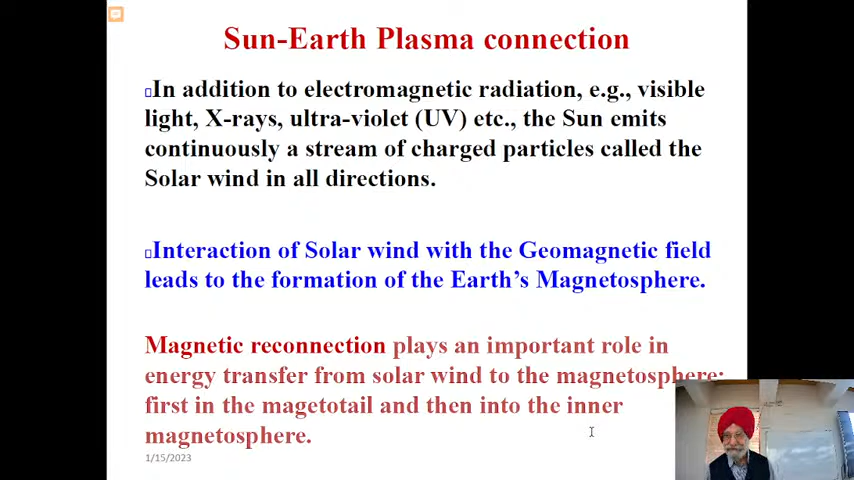 Sun-Earth Plasma connection
In addition to electromagnetic radiation, e.g., visible
light, X-rays, ultra-violet (UV) etc., the Sun emits
continuously a stream of charged particles called the
Solar wind in all directions.
Interaction of Solar wind with the Geomagnetic field
leads to the formation of the Earth's Magnetosphere.
Magnetic reconnection plays an important role in
energy transfer from solar wind to the magnetosphere:
first in the magetotail and then into the inner
magnetosphere.
1/15/2023